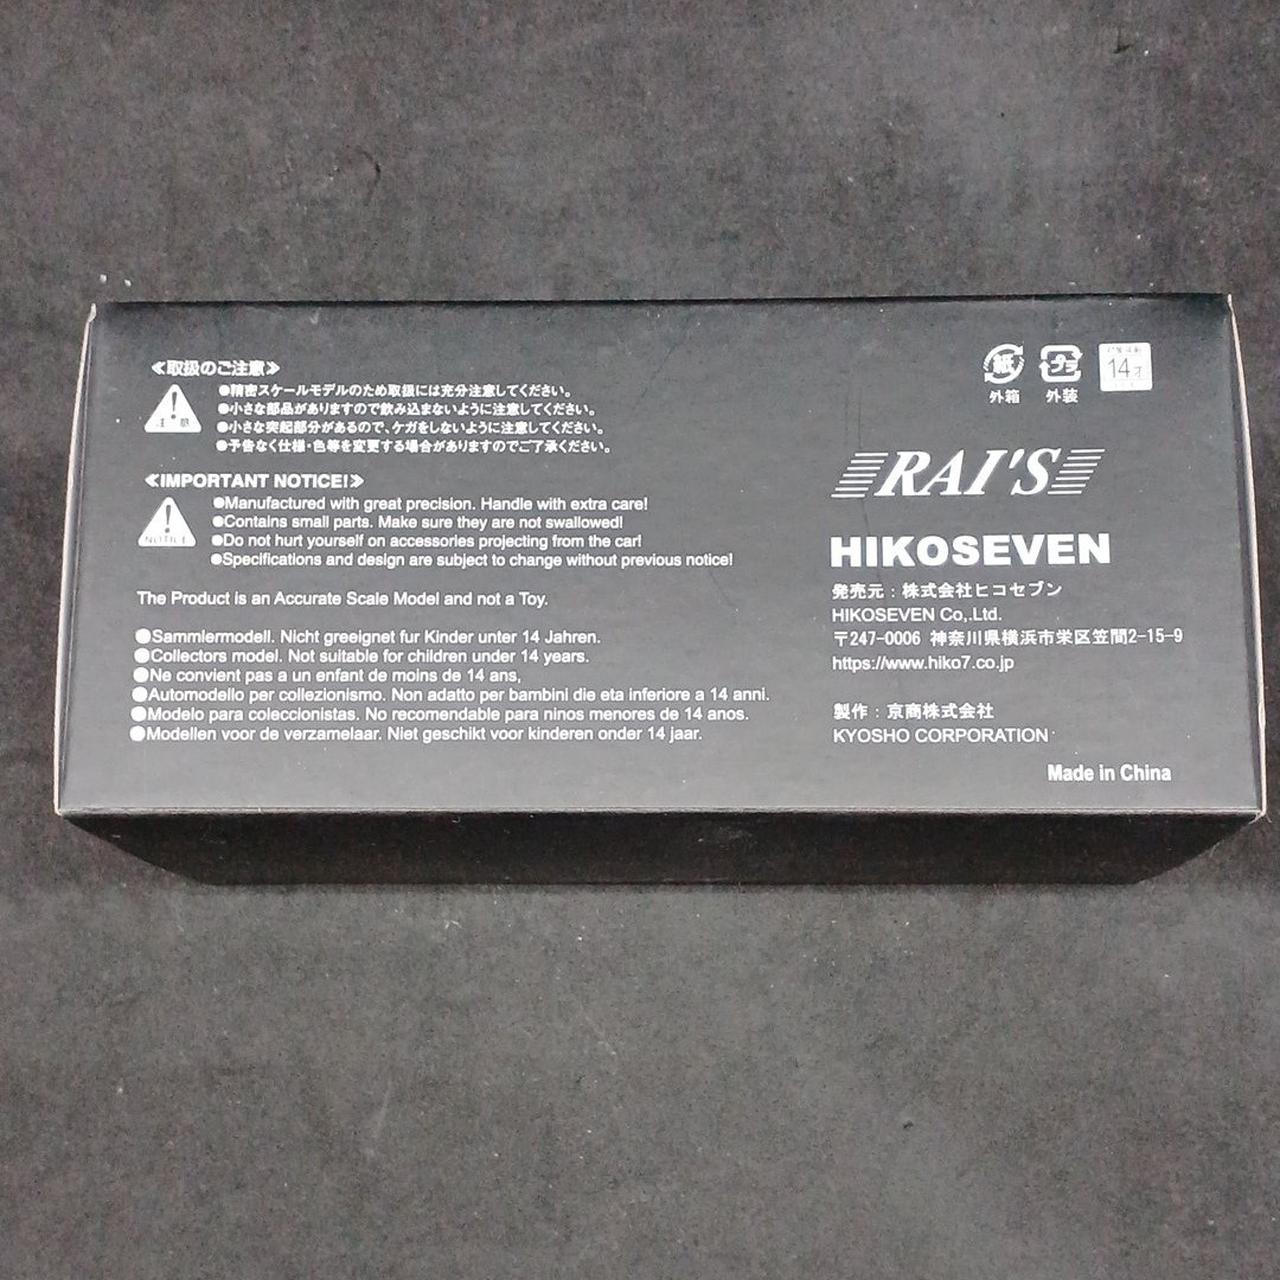 ≪取扱のご注意≫
注意
●精密スケールモデルのため取扱には充分注意してください。
●小さな部品がありますので飲み込まないように注意してください。
●小さな突起部分があるので、ケガをしないように注意してください。
●予告なく仕様・色等を変更する場合がありますのでご了承ください。
≪IMPORTANT NOTICE!≫
NOTICE
●Manufactured with great precision. Handle with extra care!
●Contains small parts. Make sure they are not swallowed!
●Do not hurt yourself on accessories projecting from the car!
●Specifications and design are subject to change without previous notice!
The Product is an Accurate Scale Model and not a Toy.
●Sammlermodell. Nicht greeignet fur Kinder unter 14 Jahren.
●Collectors model. Not suitable for children under 14 years.
●Ne convient pas a un enfant de moins de 14 ans,
●Automodello per collezionismo. Non adatto per bambini die eta inferiore a 14 anni.
●Modelo para coleccionistas. No recomendable para ninos menores de 14 anos.
●Modellen voor de verzamelaar. Niet geschikt voor kinderen onder 14 jaar.
紙
外箱
プラ
外装
14才
RAI'S
HIKOSEVEN
発売元：株式会社ヒコセブン
HIKOSEVEN Co,.Ltd.
〒247-0006 神奈川県横浜市栄区笠間2-15-9
https://www.hiko7.co.jp
製作：京商株式会社
KYOSHO CORPORATION
Made in China